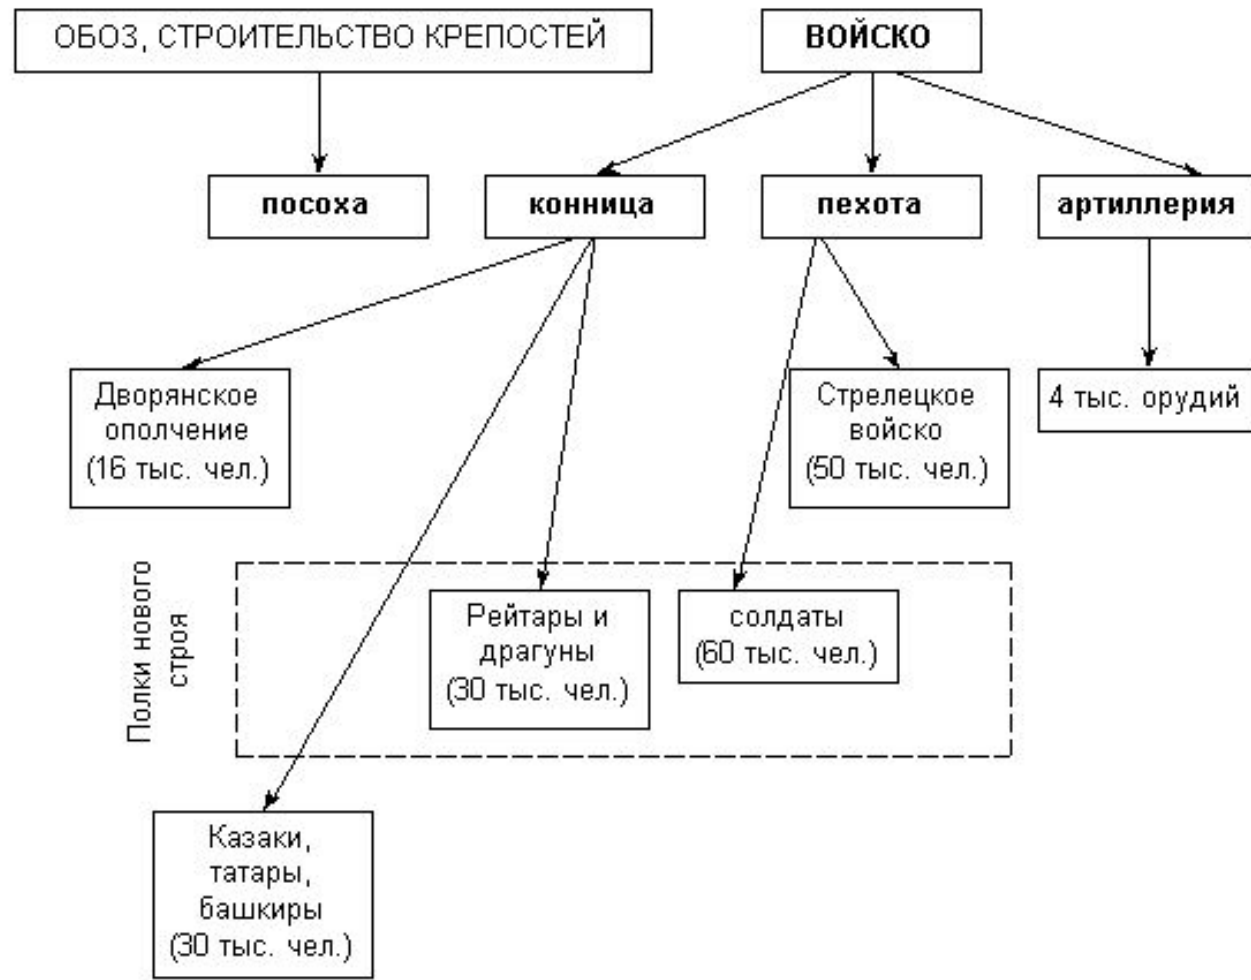 ОБОЗ, СТРОИТЕЛЬСТВО КРЕПОСТЕЙ
ВОЙСКО
посоха
конница
пехота
артиллерия
Дворянское
ополчение
(16 тыс. чел.)
Стрелецкое
войско
(50 тыс. чел.)
4 тыс. орудий
Полки нового
строя
Рейтары и
драгуны
(30 тыс. чел.)
солдаты
(60 тыс. чел.)
Казаки,
татары,
башкиры
(30 тыс. чел.)